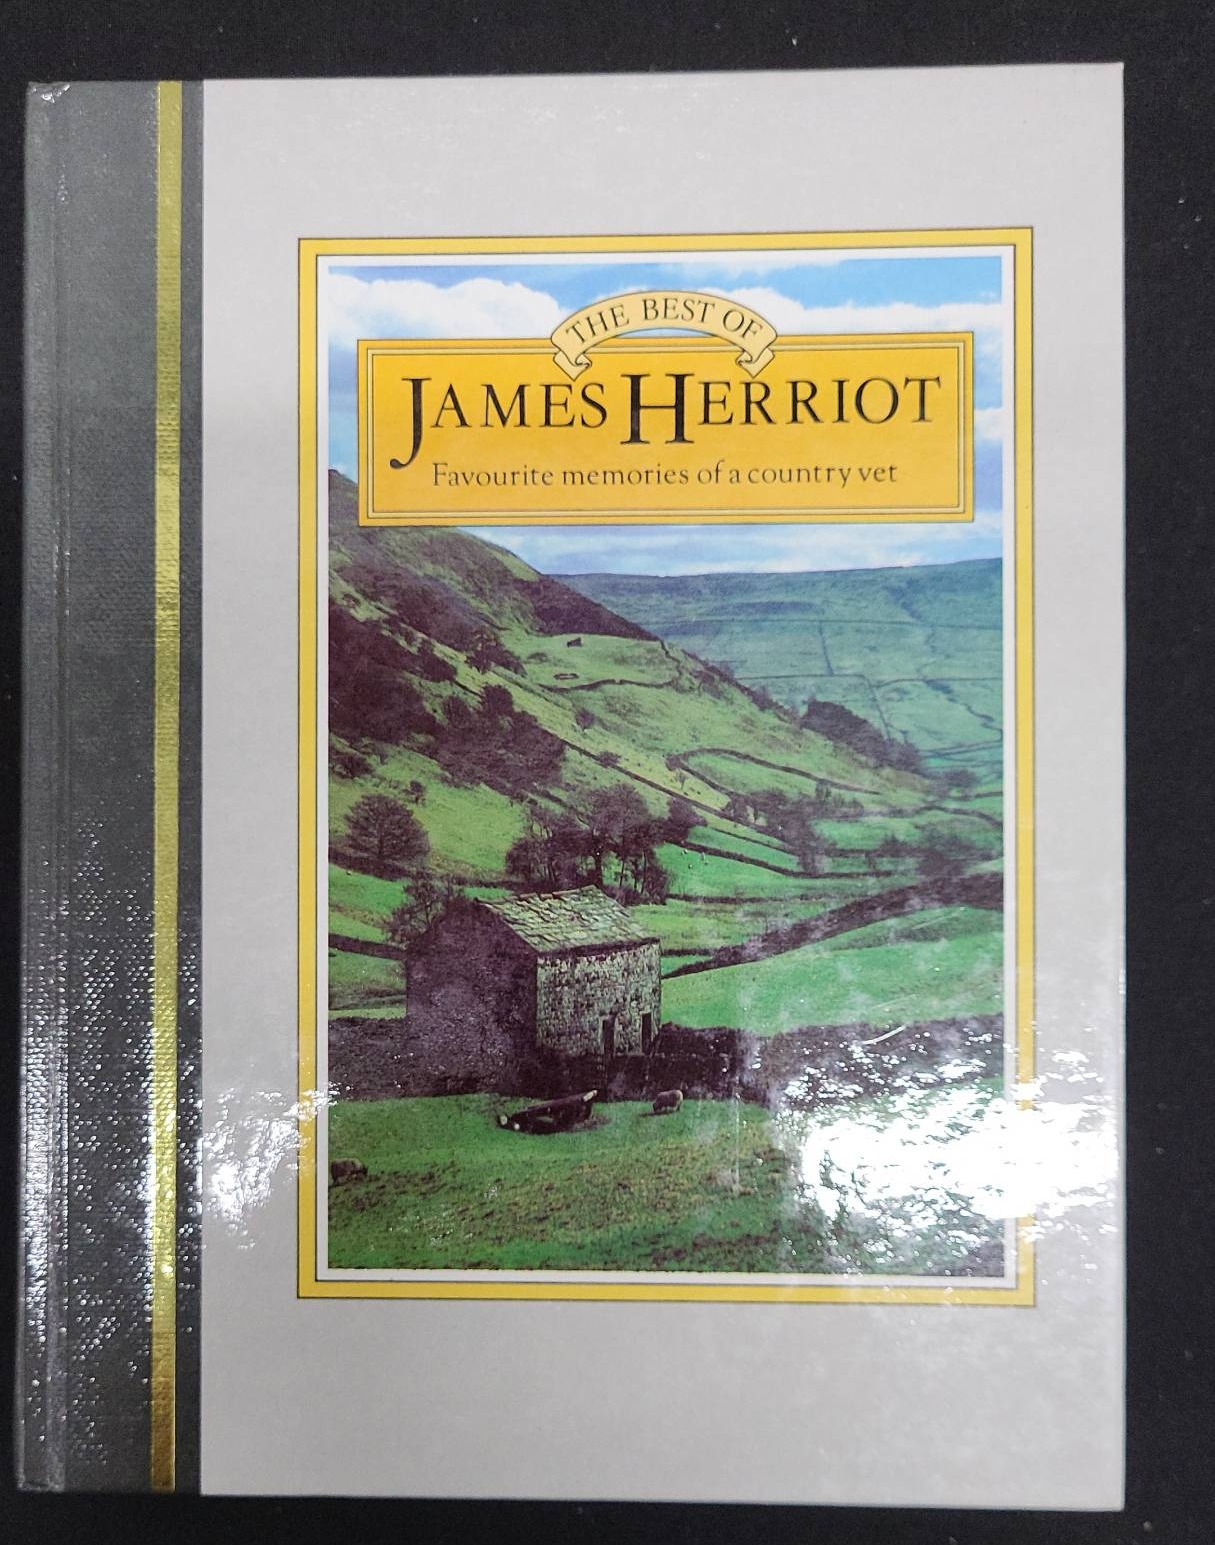 THE BEST OF
JAMES HERRIOT
Favourite memories of a country vet